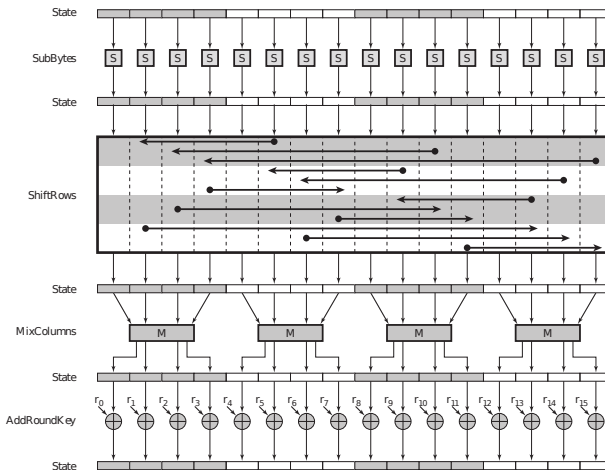 State
SubBytes S S S S S S S S S S S S S S S S
State
ShiftRows
State
MixColumns M M M M
State
r0 r1 r2 r3 r4 r5 r6 r7 r8 r9 r10 r11 r12 r13 r14 r15
AddRoundKey
State